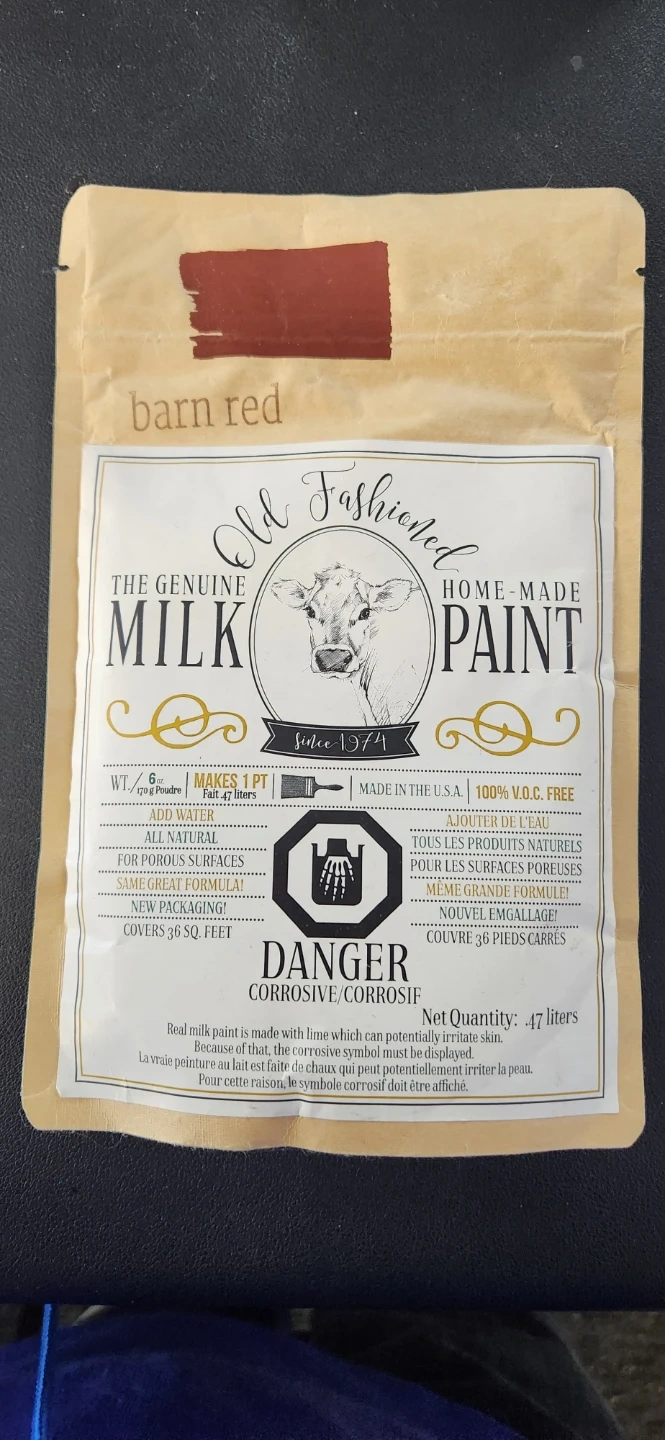 barn red
Old Fashioned
THE GENUINE
MILK
HOME-MADE
PAINT
since 1974
WT./6 oz. 170 g Poudre
MAKES 1 PT
Fait .47 liters
MADE IN THE U.S.A.
100% V.O.C. FREE
ADD WATER
ALL NATURAL
FOR POROUS SURFACES
SAME GREAT FORMULA!
NEW PACKAGING!
COVERS 36 SQ. FEET
AJOUTER DE L'EAU
TOUS LES PRODUITS NATURELS
POUR LES SURFACES POREUSES
MÊME GRANDE FORMULE!
NOUVEL EMGALLAGE!
COUVRE 36 PIEDS CARRÉS
DANGER
CORROSIVE/CORROSIF
Net Quantity: .47 liters
Real milk paint is made with lime which can potentially irritate skin.
Because of that, the corrosive symbol must be displayed.
La vraie peinture au lait est faite de chaux qui peut potentiellement irriter la peau.
Pour cette raison, le symbole corrosif doit être affiché.